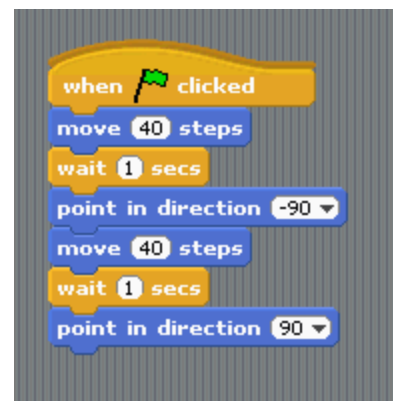 when clicked
move 40 steps
wait 1 secs
point in direction -90
move 40 steps
wait 1 secs
point in direction 90